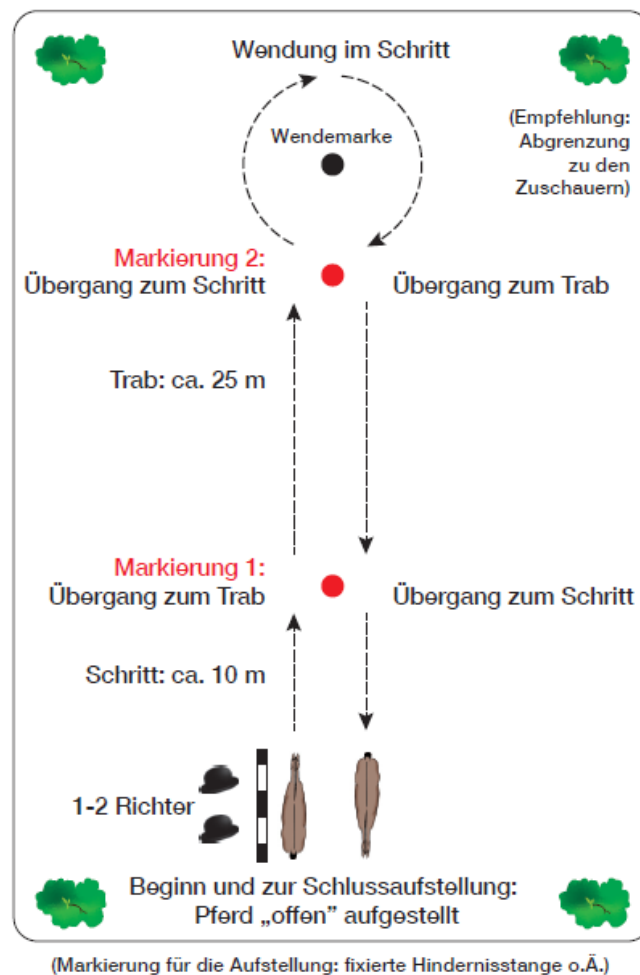 Wendung im Schritt
Wendemarke
(Empfehlung:
Abgrenzung
zu den
Zuschauern)
Markierung 2:
Übergang zum Schritt
Übergang zum Trab
Trab: ca. 25 m
Markierung 1:
Übergang zum Trab
Übergang zum Schritt
Schritt: ca. 10 m
1-2 Richter
Beginn und zur Schlussaufstellung:
Pferd „offen” aufgestellt
(Markierung für die Aufstellung: fixierte Hindernisstange o.Ä.)